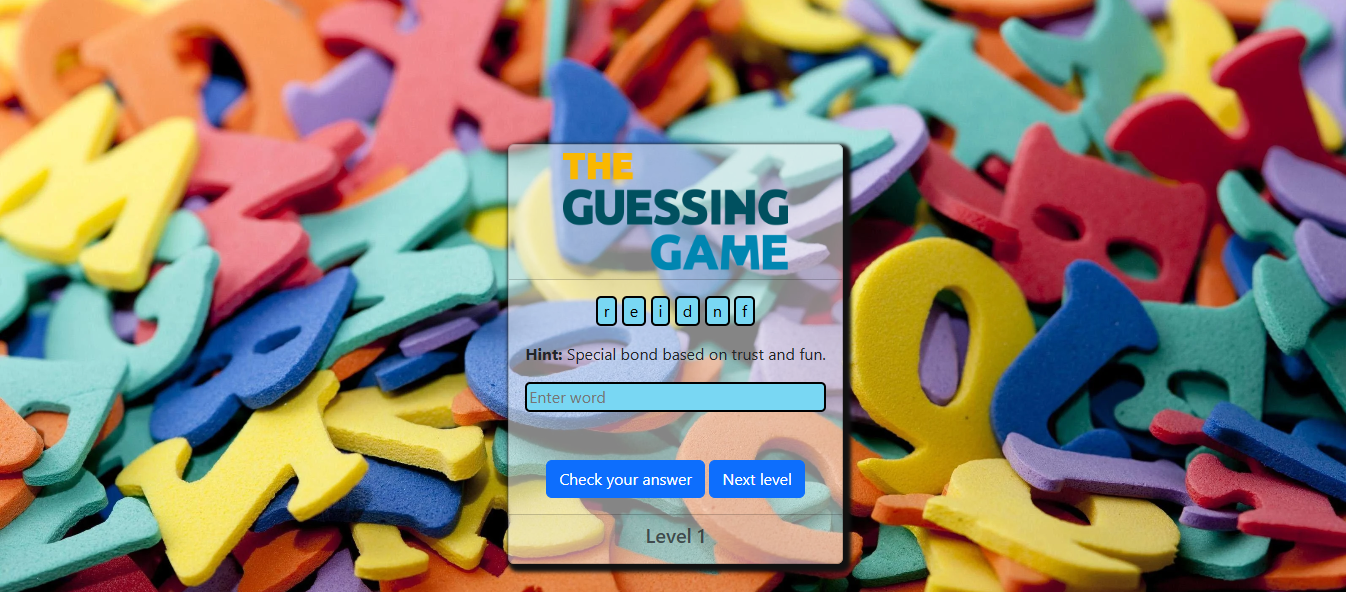 THE
GUESSING
GAME
r e i d n f
Hint: Special bond based on trust and fun.
Enter word
Check your answer Next level
Level 1